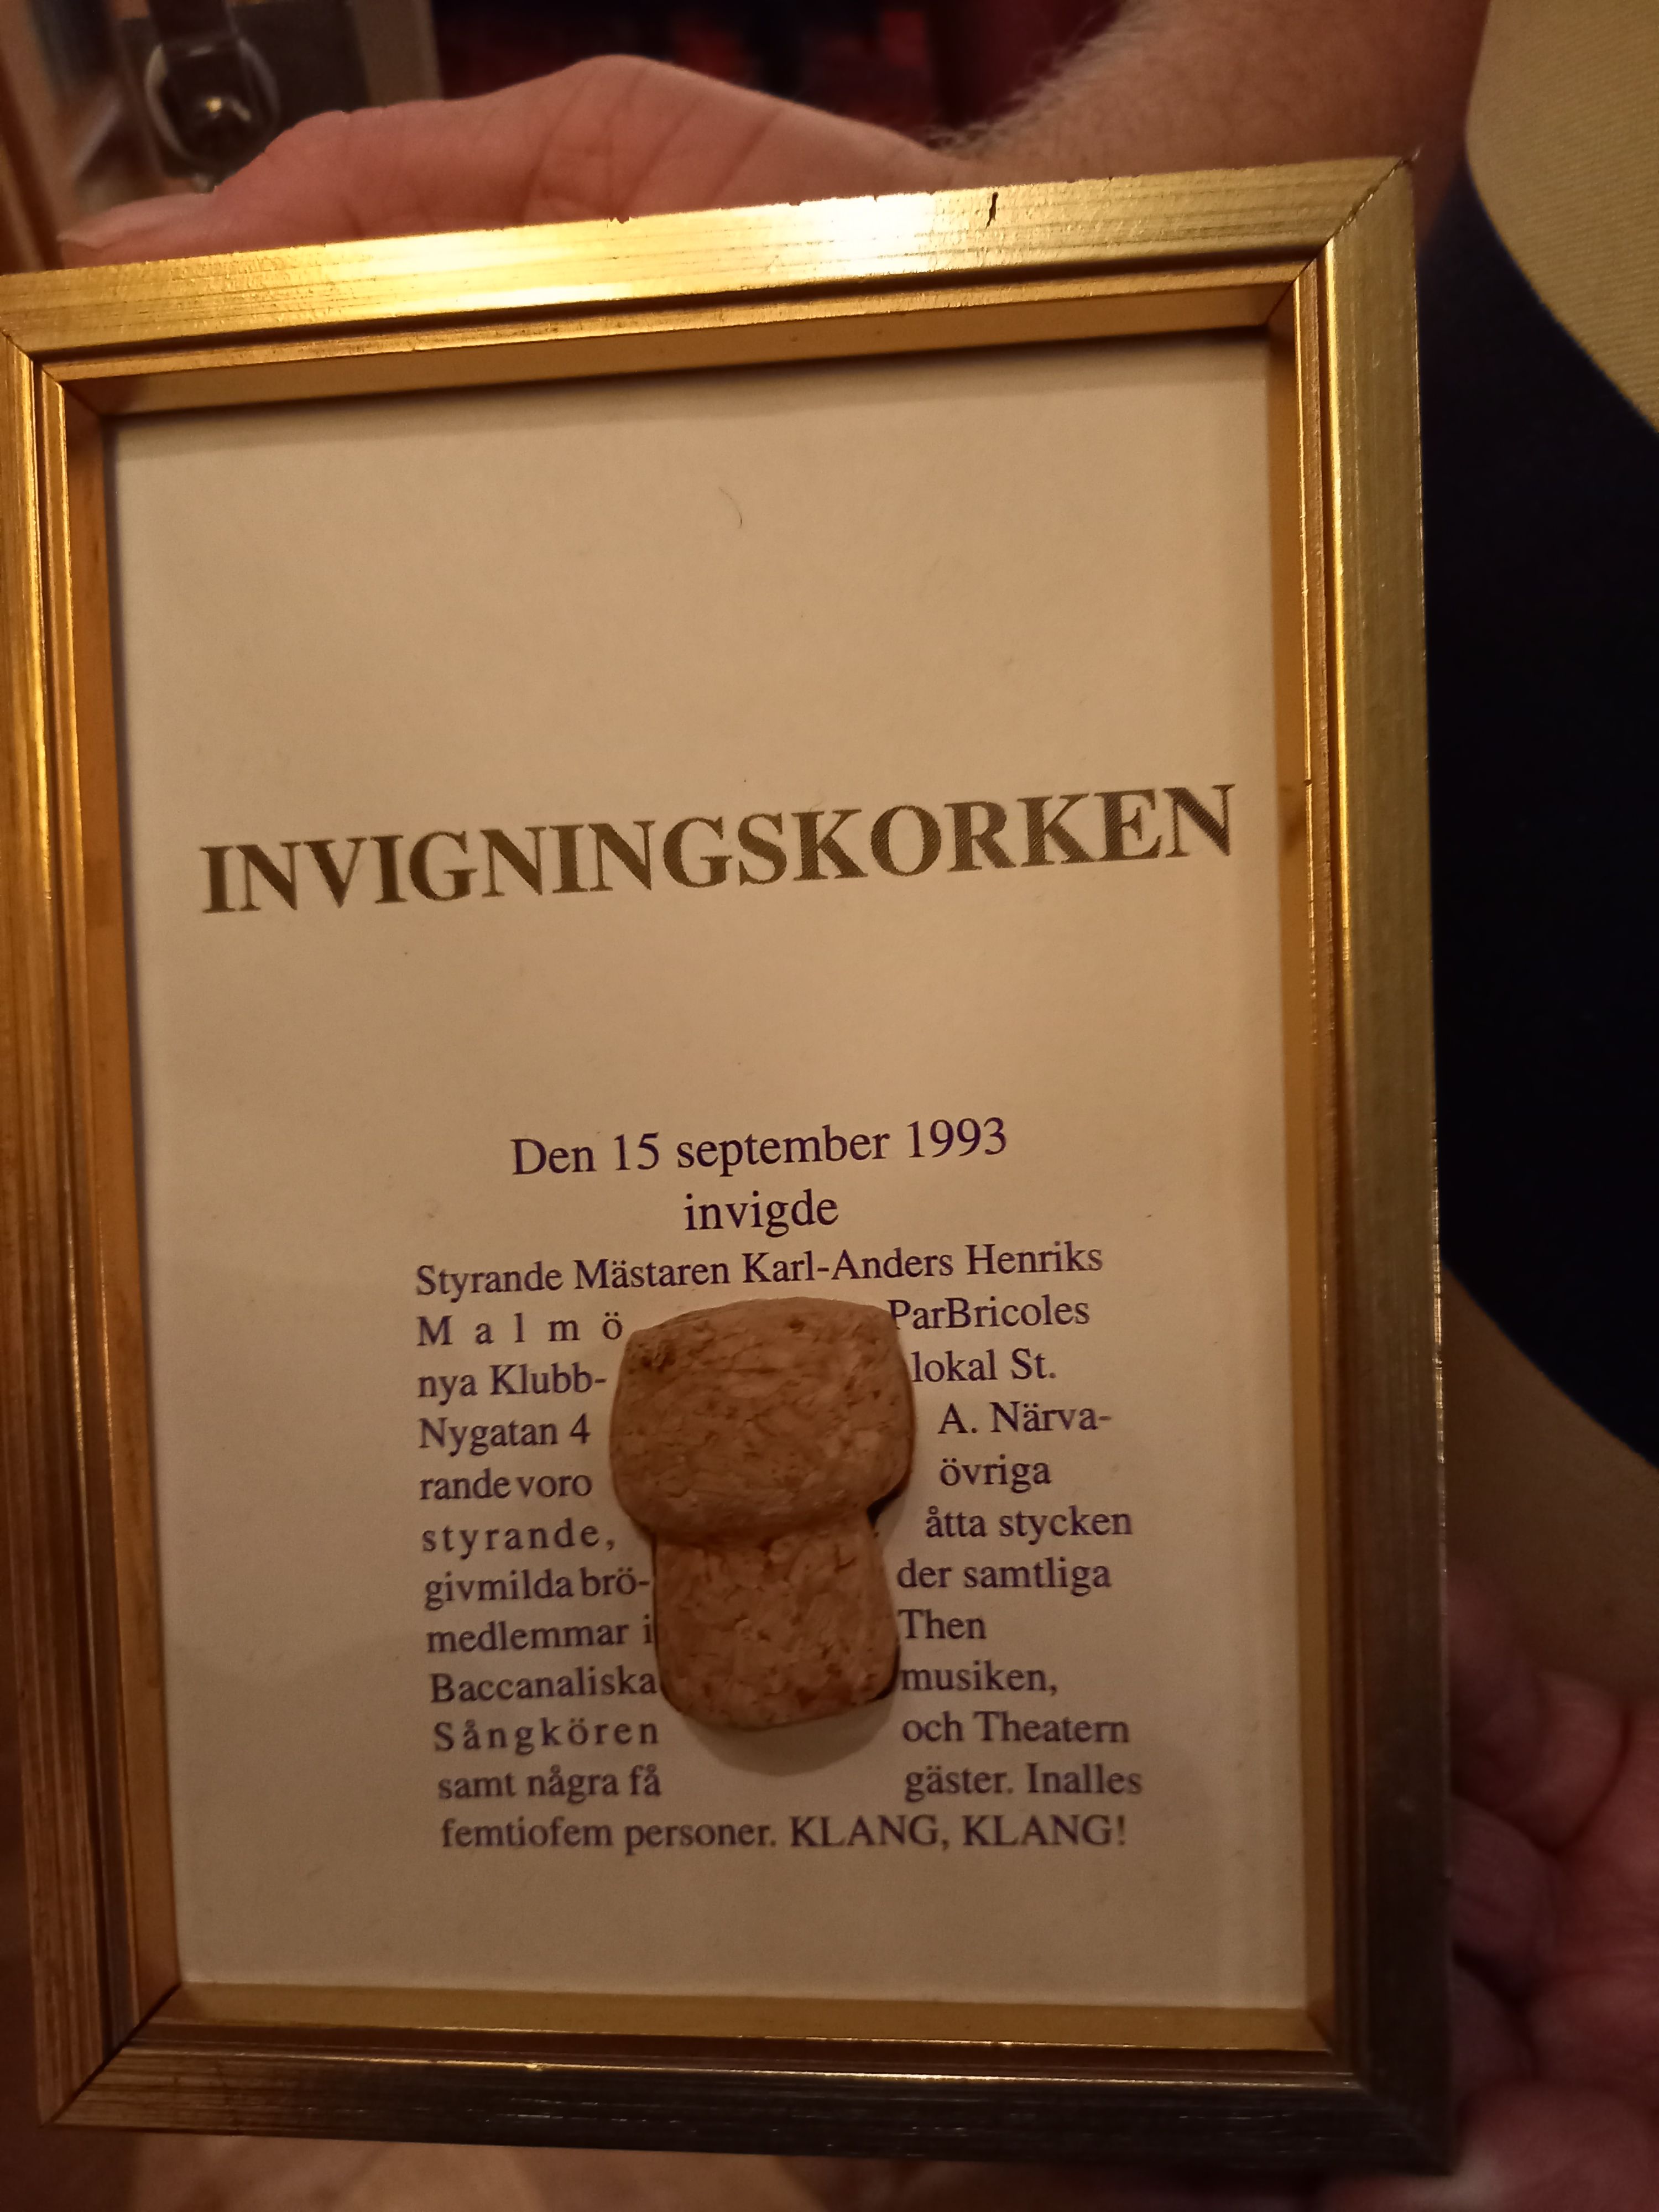 INVIGNINGSKORKEN
Den 15 september 1993
invigde
Styrande Mästaren Karl-Anders Henriks
Malmö ParBricoles
nya Klubb- lokal St.
Nygatan 4 A. Närva-
rande voro övriga
styrande, åtta stycken
givmilda brö- der samtliga
medlemmar i Then
Baccanaliska musiken,
Sångkören och Theatern
samt några få gäster. Inalles
femtiofem personer. KLANG, KLANG!